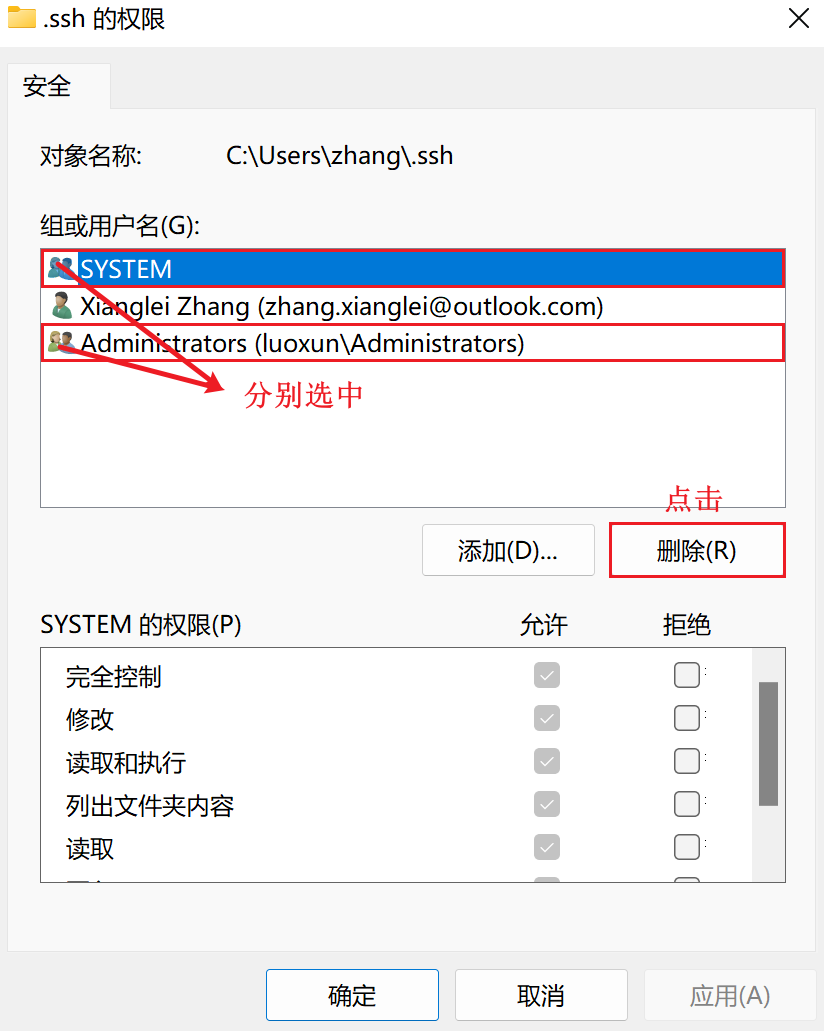 .ssh 的权限
安全
对象名称: C:\Users\zhang\.ssh
组或用户名(G):
SYSTEM
Xianglei Zhang (zhang.xianglei@outlook.com)
Administrators (luoxun\Administrators)
分别选中
点击
添加(D)...
删除(R)
SYSTEM 的权限(P) 允许 拒绝
完全控制
修改
读取和执行
列出文件夹内容
读取
确定 取消 应用(A)